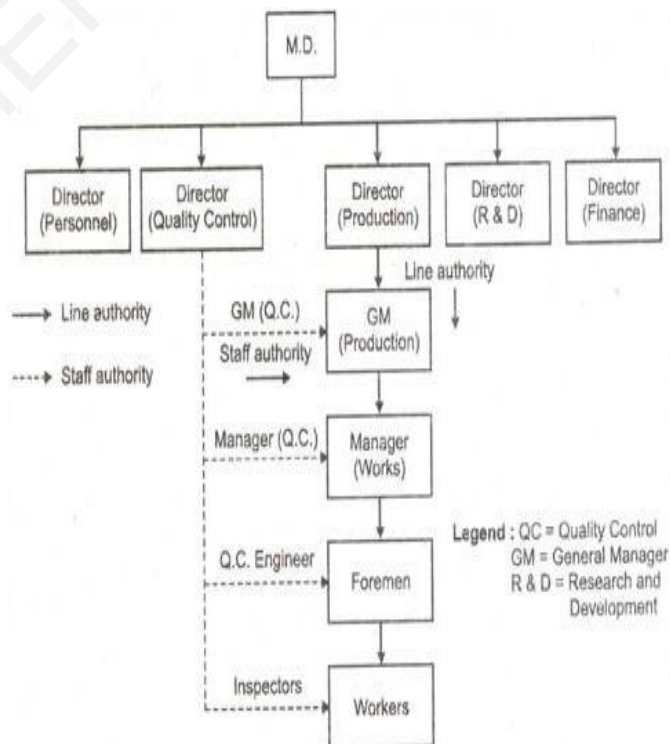 M.D.
Director
(Personnel)
Director
(Quality Control)
Director
(Production)
Director
(R & D)
Director
(Finance)
Line authority
Line authority
Staff authority
GM (Q.C.)
Staff authority
GM
(Production)
Manager (Q.C.)
Manager
(Works)
Q.C. Engineer
Foremen
Inspectors
Workers
Legend : QC = Quality Control
GM = General Manager
R & D = Research and
Development